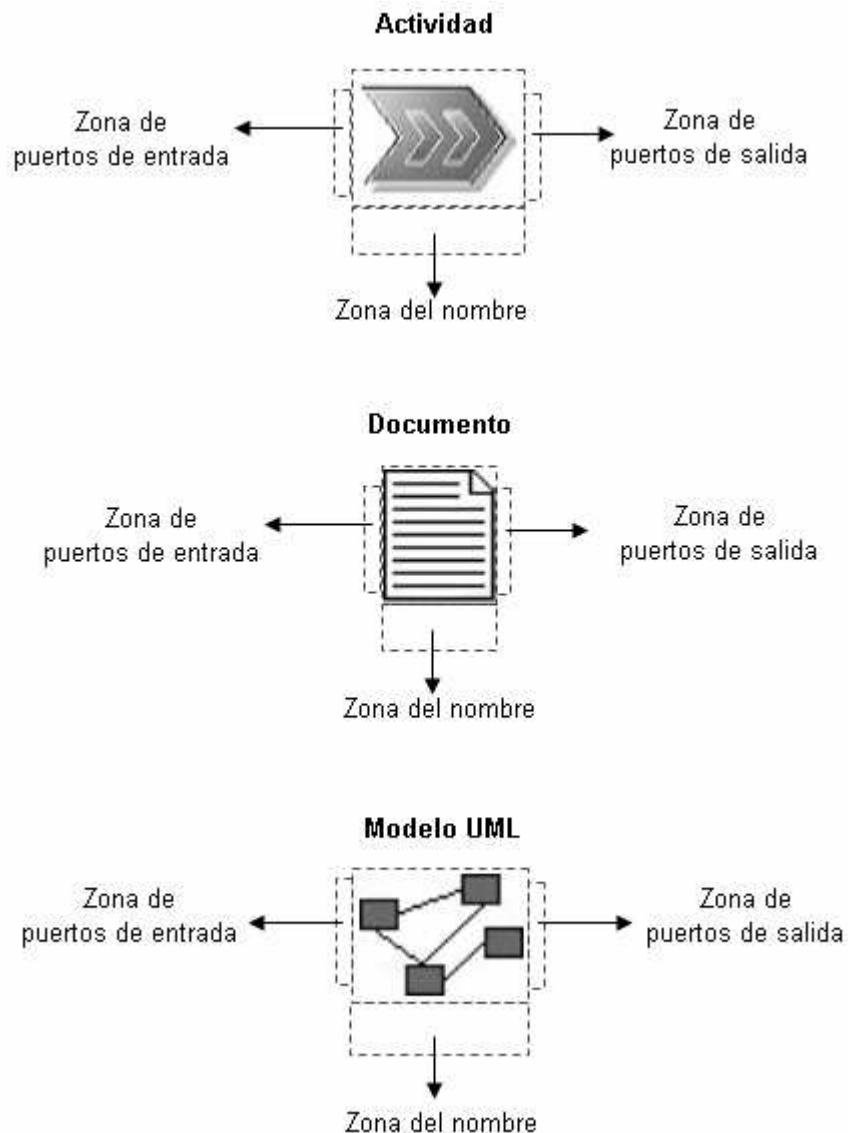 Actividad
Zona de
puertos de entrada
Zona de
puertos de salida
Zona del nombre
Documento
Zona de
puertos de entrada
Zona de
puertos de salida
Zona del nombre
Modelo UML
Zona de
puertos de entrada
Zona de
puertos de salida
Zona del nombre